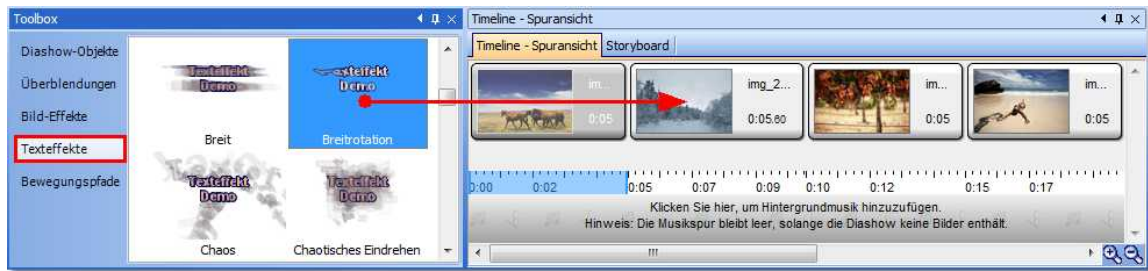 Toolbox
Diashow-Objekte
Überblendungen
Bild-Effekte
Texteffekte
Bewegungspfade
Texteffekt
Demo
Breit
Demo
Breitrotation
Texteffekt
Demo
Chaos
Texteffekt
Demo
Chaotisches Eindrehen
Timeline - Spuransicht
Timeline - Spuransicht Storyboard
im...
0:05
img_2...
0:05.60
im...
0:05
im...
0:05
0:00 0:02 0:05 0:07 0:09 0:10 0:12 0:15 0:17
Klicken Sie hier, um Hintergrundmusik hinzuzufügen.
Hinweis: Die Musikspur bleibt leer, solange die Diashow keine Bilder enthält.